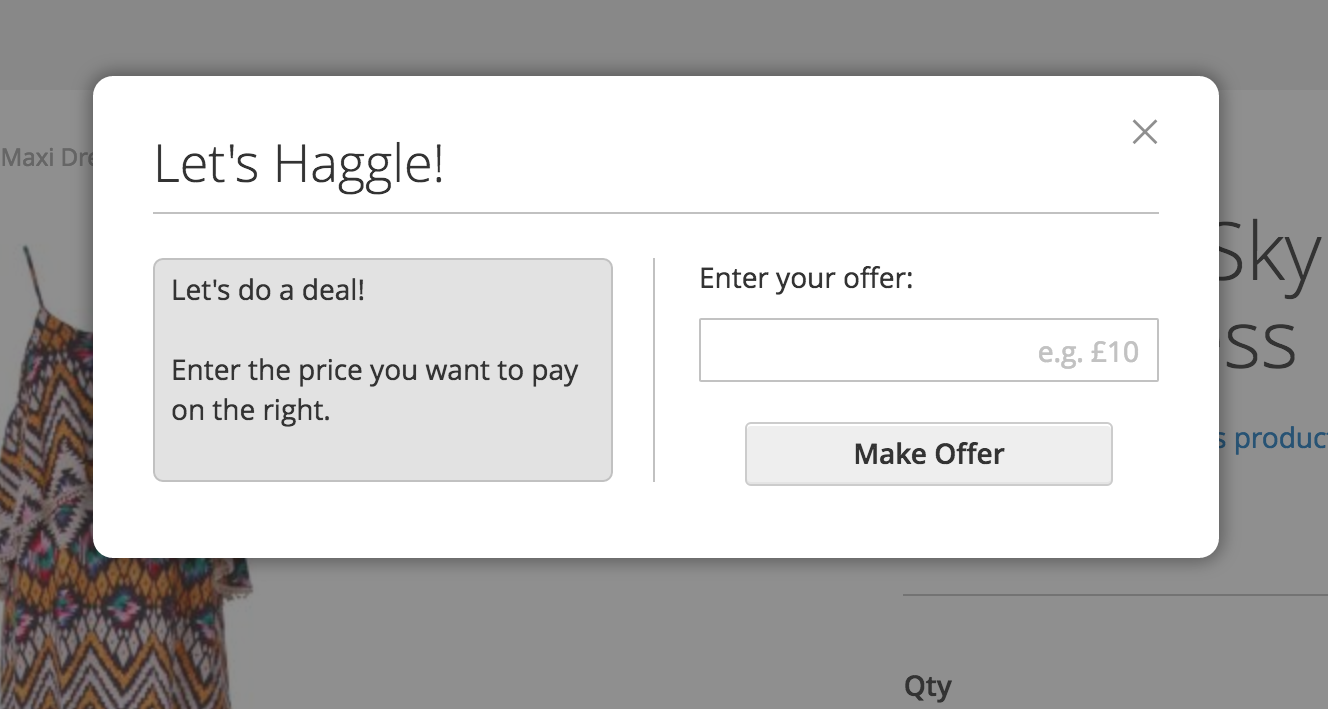 Maxi Dre
Let's Haggle!
Let's do a deal!
Enter the price you want to pay
on the right.
Enter your offer:
e.g. £10
Make Offer
Sky
ss
s produc
Qty